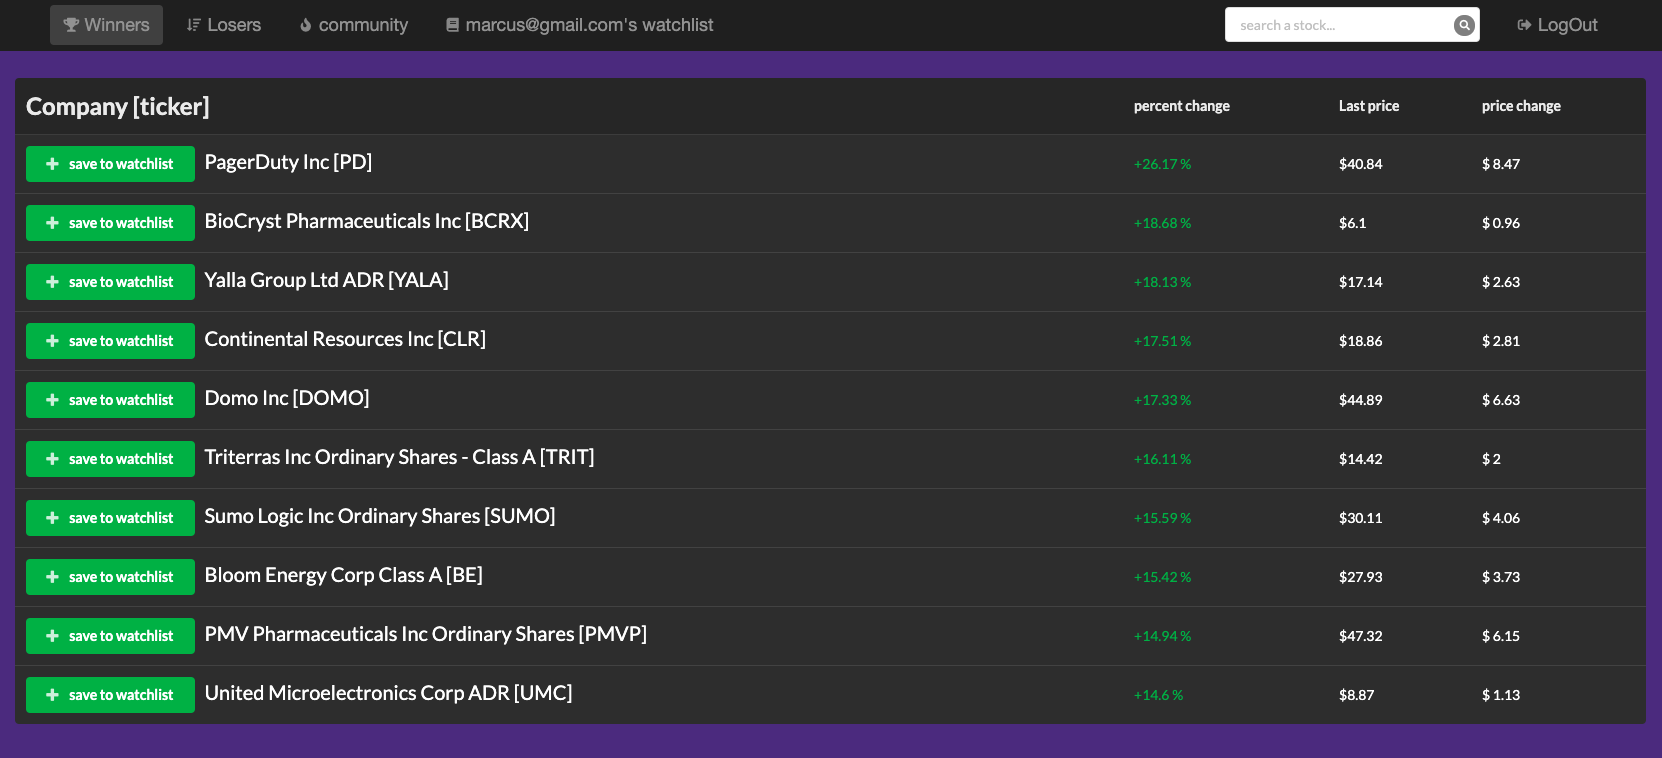 Winners Losers community marcus@gmail.com's watchlist search a stock... LogOut
Company [ticker] percent change Last price price change
save to watchlist PagerDuty Inc [PD] +26.17 % $40.84 $ 8.47
save to watchlist BioCryst Pharmaceuticals Inc [BCRX] +18.68 % $6.1 $ 0.96
save to watchlist Yalla Group Ltd ADR [YALA] +18.13 % $17.14 $ 2.63
save to watchlist Continental Resources Inc [CLR] +17.51 % $18.86 $ 2.81
save to watchlist Domo Inc [DOMO] +17.33 % $44.89 $ 6.63
save to watchlist Triterras Inc Ordinary Shares - Class A [TRIT] +16.11 % $14.42 $ 2
save to watchlist Sumo Logic Inc Ordinary Shares [SUMO] +15.59 % $30.11 $ 4.06
save to watchlist Bloom Energy Corp Class A [BE] +15.42 % $27.93 $ 3.73
save to watchlist PMV Pharmaceuticals Inc Ordinary Shares [PMVP] +14.94 % $47.32 $ 6.15
save to watchlist United Microelectronics Corp ADR [UMC] +14.6 % $8.87 $ 1.13